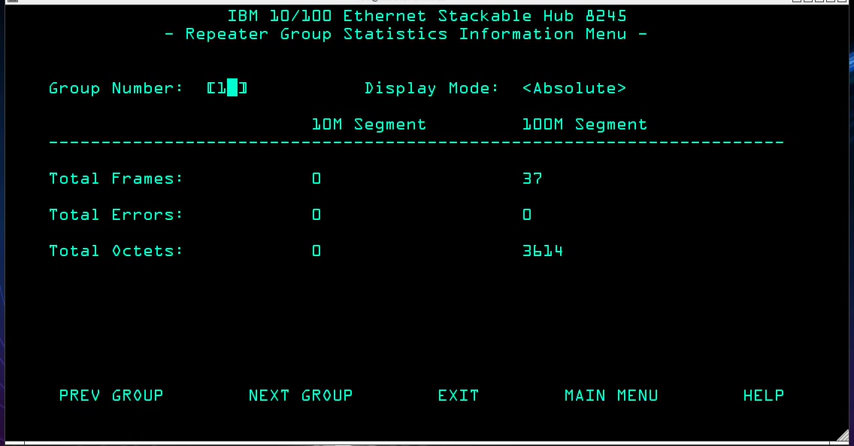 IBM 10/100 Ethernet Stackable Hub 8245
- Repeater Group Statistics Information Menu -
Group Number: [1 ] Display Mode: <Absolute>
10M Segment 100M Segment
----------------------------------------------------------------------
Total Frames: 0 37
Total Errors: 0 0
Total Octets: 0 3614
PREV GROUP NEXT GROUP EXIT MAIN MENU HELP